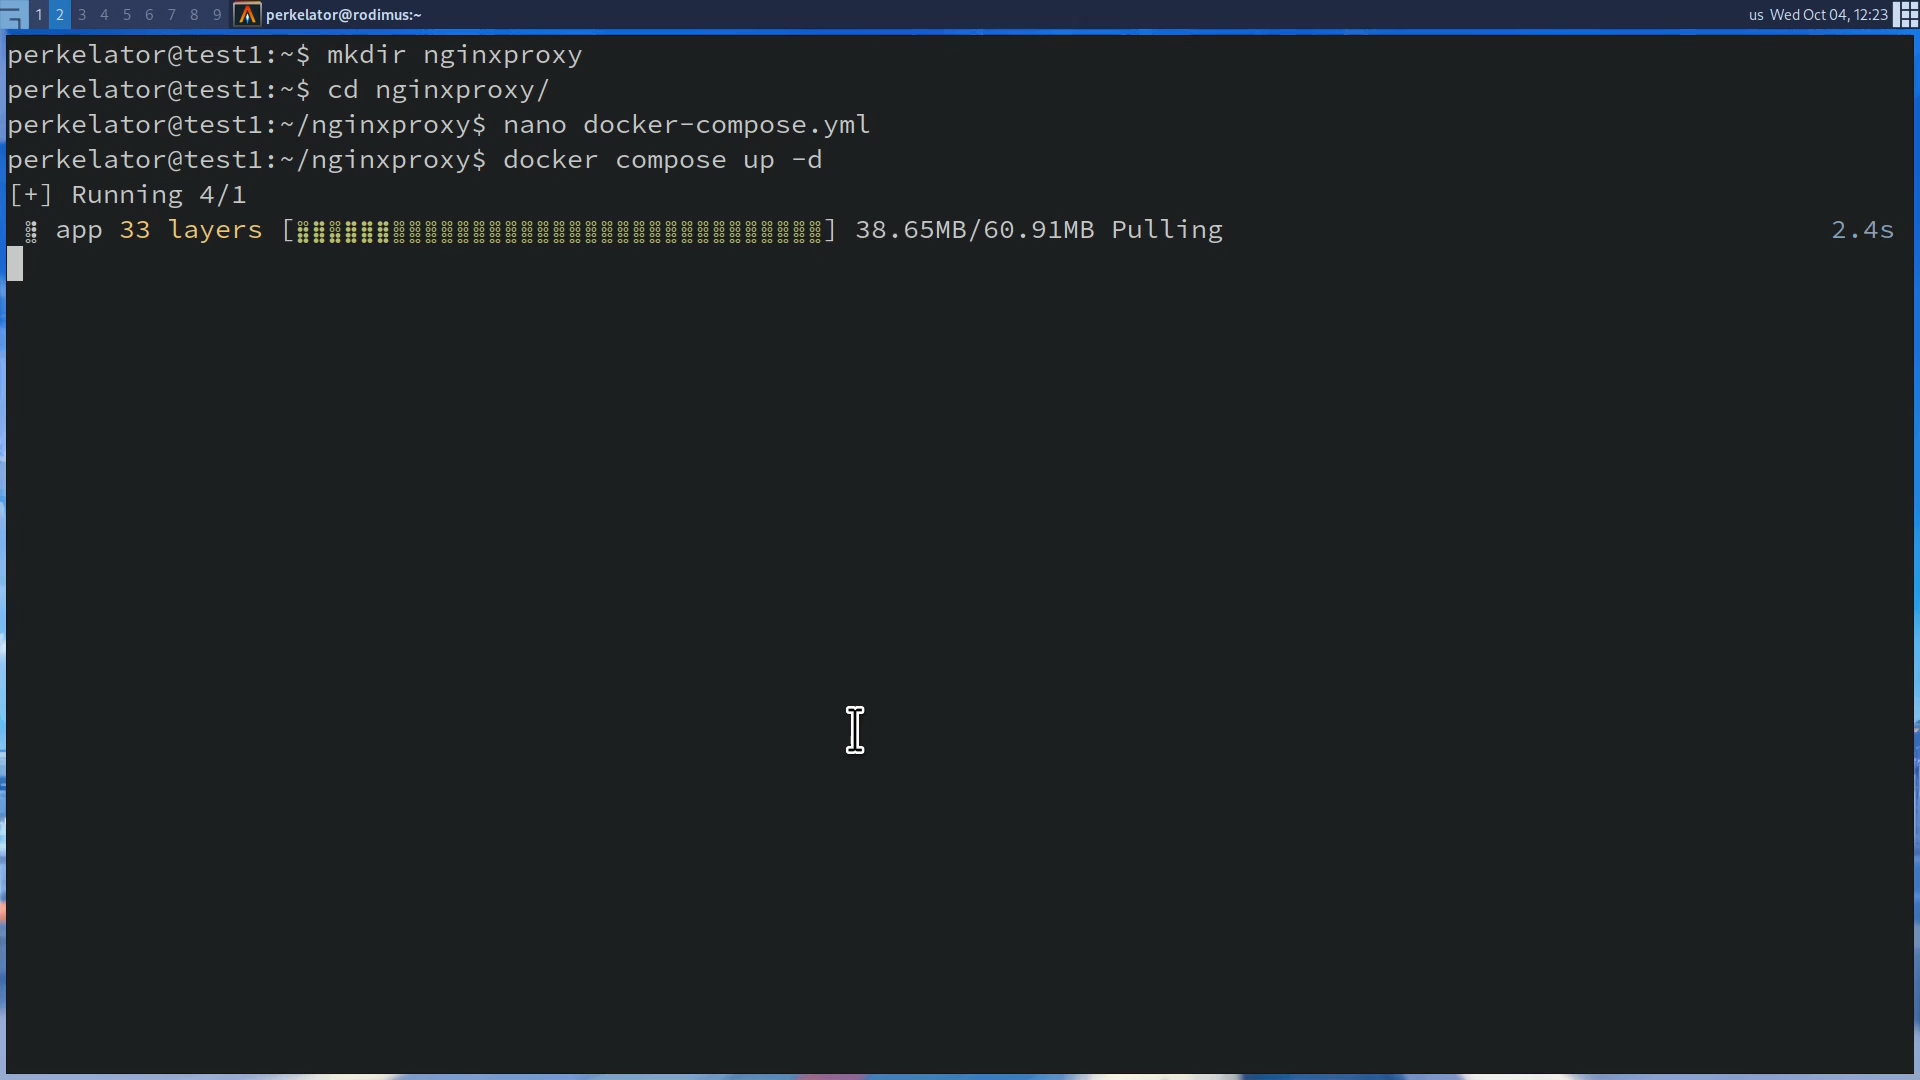 1 2 3 4 5 6 7 8 9 perkelator@rodimus:~ us Wed Oct 04, 12:23
perkelator@test1:~$ mkdir nginxproxy
perkelator@test1:~$ cd nginxproxy/
perkelator@test1:~/nginxproxy$ nano docker-compose.yml
perkelator@test1:~/nginxproxy$ docker compose up -d
[+] Running 4/1
⣾ app 33 layers [⣿⣿⣦⣿⣿⣿⠀⠀⠀⠀⠀⠀⠀⠀⠀⠀⠀⠀⠀⠀⠀⠀⠀⠀⠀⠀⠀⠀⠀⠀⠀⠀⠀] 38.65MB/60.91MB Pulling 2.4s